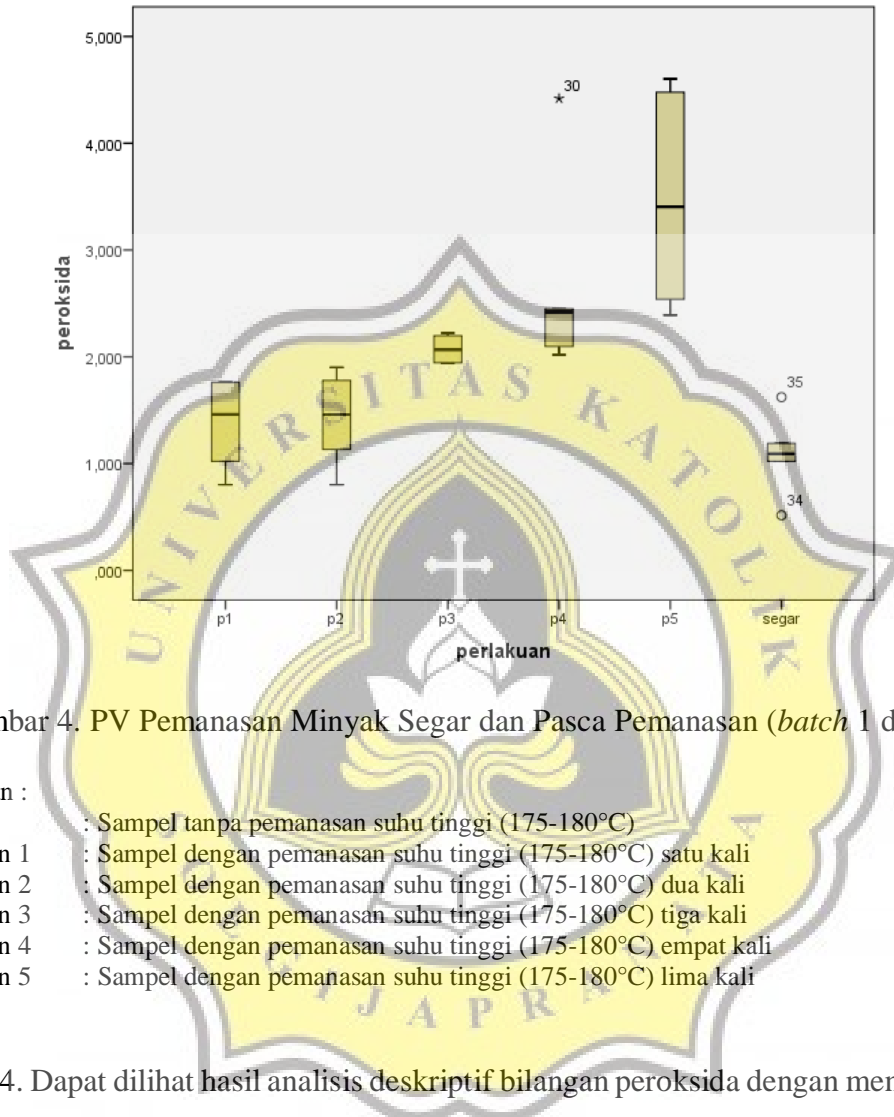 5,000
4,000
3,000
2,000
1,000
,000
peroksida
30
35
34
p1 p2 p3 p4 p5 segar
perlakuan
UNIVERSITAS KATOLIK
SOEGIJAPRANATA
4. PV Pemanasan Minyak Segar dan Pasca Pemanasan (batch 1 d
n :
: Sampel tanpa pemanasan suhu tinggi (175-180°C)
n 1 : Sampel dengan pemanasan suhu tinggi (175-180°C) satu kali
n 2 : Sampel dengan pemanasan suhu tinggi (175-180°C) dua kali
n 3 : Sampel dengan pemanasan suhu tinggi (175-180°C) tiga kali
n 4 : Sampel dengan pemanasan suhu tinggi (175-180°C) empat kali
n 5 : Sampel dengan pemanasan suhu tinggi (175-180°C) lima kali
4. Dapat dilihat hasil analisis deskriptif bilangan peroksida dengan